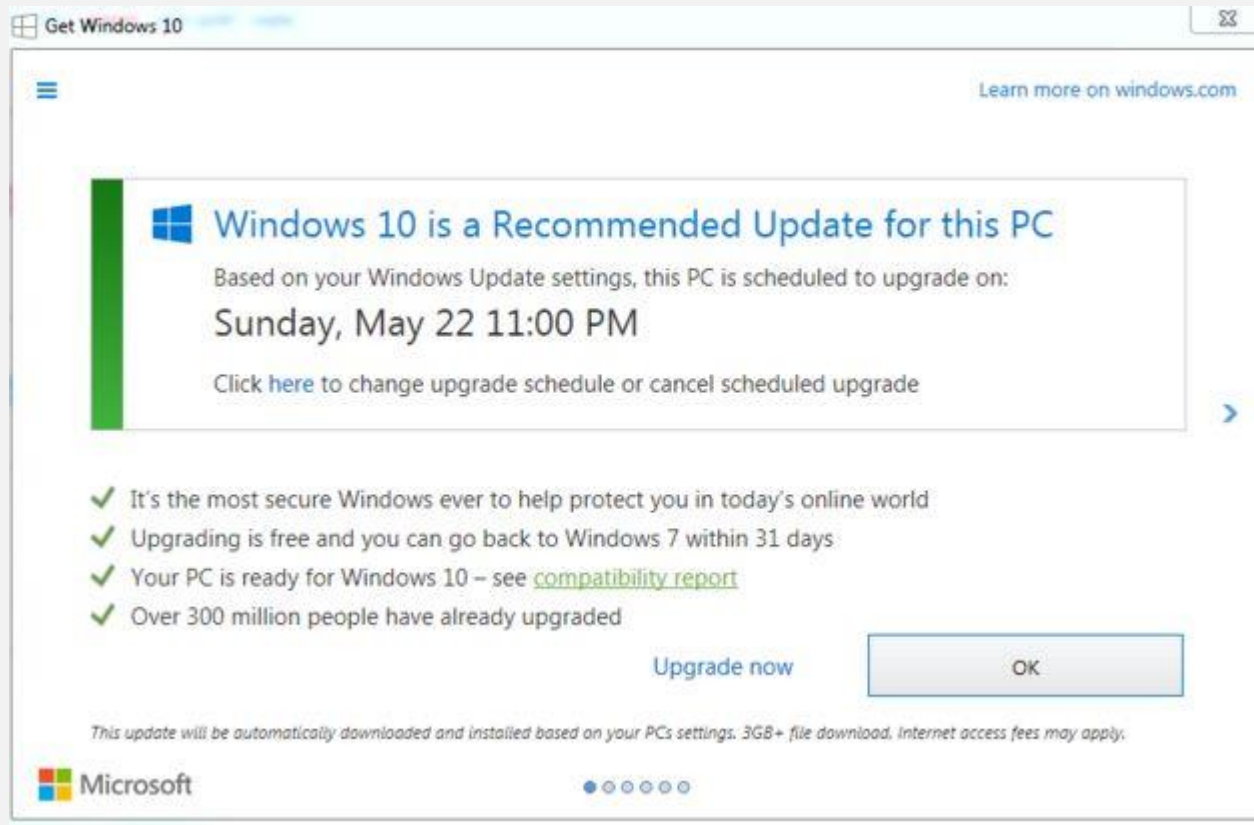 Get Windows 10
Learn more on windows.com
Windows 10 is a Recommended Update for this PC
Based on your Windows Update settings, this PC is scheduled to upgrade on:
Sunday, May 22 11:00 PM
Click here to change upgrade schedule or cancel scheduled upgrade
It's the most secure Windows ever to help protect you in today's online world
Upgrading is free and you can go back to Windows 7 within 31 days
Your PC is ready for Windows 10 – see compatibility report
Over 300 million people have already upgraded
Upgrade now OK
This update will be automatically downloaded and installed based on your PCs settings. 3GB+ file download. Internet access fees may apply.
Microsoft